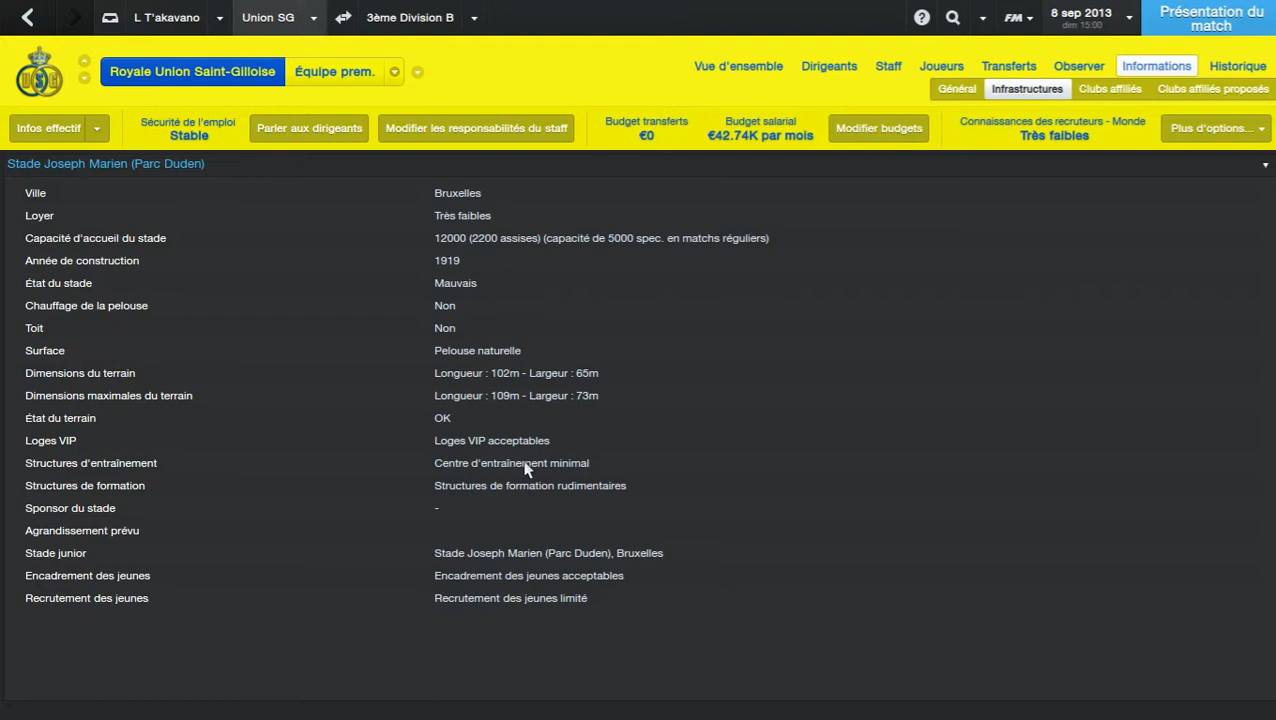 L T'akavano
Union SG
3ème Division B
?
FM
8 sep 2013
dim 15:00
Présentation du
match
USG
Royale Union Saint-Gilloise
Équipe prem.
Vue d'ensemble
Dirigeants
Staff
Joueurs
Transferts
Observer
Informations
Historique
Général
Infrastructures
Clubs affiliés
Clubs affiliés proposés
Infos effectif
Sécurité de l'emploi
Stable
Parler aux dirigeants
Modifier les responsabilités du staff
Budget transferts
€0
Budget salarial
€42.74K par mois
Modifier budgets
Connaissances des recruteurs - Monde
Très faibles
Plus d'options...
Stade Joseph Marien (Parc Duden)
Ville Bruxelles
Loyer Très faibles
Capacité d'accueil du stade 12000 (2200 assises) (capacité de 5000 spec. en matchs réguliers)
Année de construction 1919
État du stade Mauvais
Chauffage de la pelouse Non
Toit Non
Surface Pelouse naturelle
Dimensions du terrain Longueur : 102m - Largeur : 65m
Dimensions maximales du terrain Longueur : 109m - Largeur : 73m
État du terrain OK
Loges VIP Loges VIP acceptables
Structures d'entraînement Centre d'entraînement minimal
Structures de formation Structures de formation rudimentaires
Sponsor du stade -
Agrandissement prévu
Stade junior Stade Joseph Marien (Parc Duden), Bruxelles
Encadrement des jeunes Encadrement des jeunes acceptables
Recrutement des jeunes Recrutement des jeunes limité